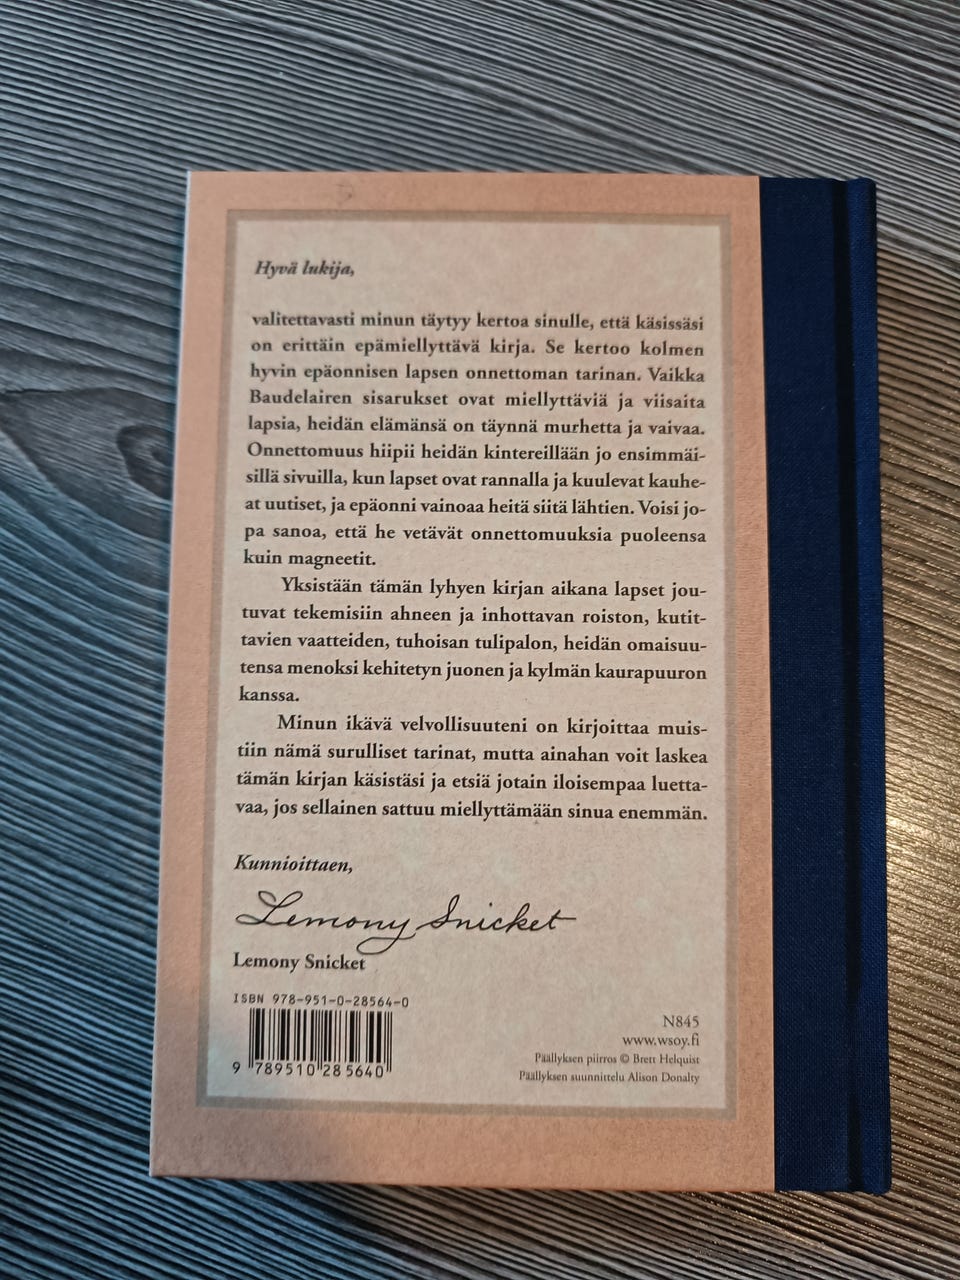 Hyvä lukija,
valitettavasti minun täytyy kertoa sinulle, että käsissäsi
on erittäin epämiellyttävä kirja. Se kertoo kolmen
hyvin epäonnisen lapsen onnettoman tarinan. Vaikka
Baudelairen sisarukset ovat miellyttäviä ja viisaita
lapsia, heidän elämänsä on täynnä murhetta ja vaivaa.
Onnettomuus hiipii heidän kintereillään jo ensimmäi-
sillä sivuilla, kun lapset ovat rannalla ja kuulevat kauhe-
at uutiset, ja epäonni vainoaa heitä siitä lähtien. Voisi jo-
pa sanoa, että he vetävät onnettomuuksia puoleensa
kuin magneetit.
Yksistään tämän lyhyen kirjan aikana lapset jou-
tuvat tekemisiin ahneen ja inhottavan roiston, kutit-
tavien vaatteiden, tuhoisan tulipalon, heidän omaisuu-
tensa menoksi kehitetyn juonen ja kylmän kaurapuuron
kanssa.
Minun ikävä velvollisuuteni on kirjoittaa muis-
tiin nämä surulliset tarinat, mutta ainahan voit laskea
tämän kirjan käsistäsi ja etsiä jotain iloisempaa luetta-
vaa, jos sellainen sattuu miellyttämään sinua enemmän.
Kunnioittaen,
Lemony Snicket
Lemony Snicket
ISBN 978-951-0-28564-0
9 789510 285640
N845
www.wsoy.fi
Päällyksen piirros © Brett Helquist
Päällyksen suunnittelu Alison Donalty